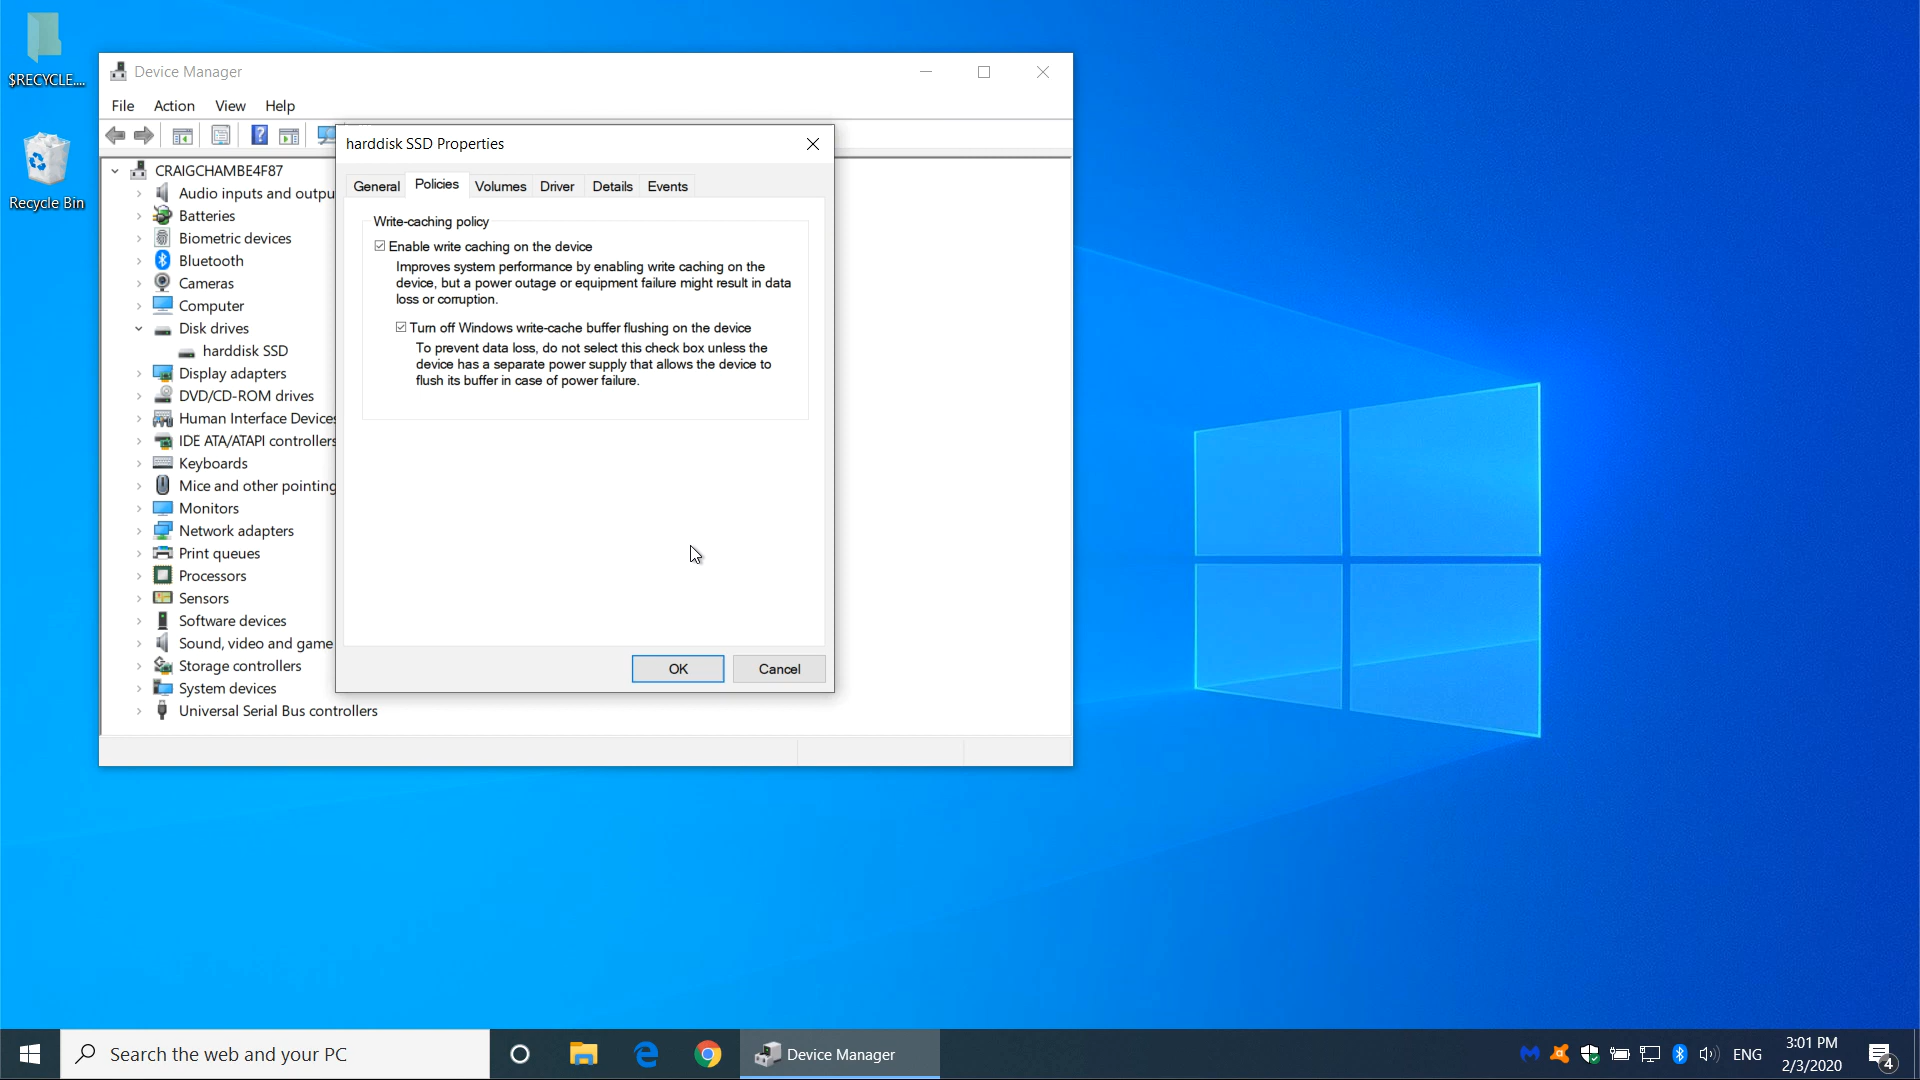 $RECYCLE....
Recycle Bin
Device Manager
File Action View Help
CRAIGCHAMBE4F87
Audio inputs and outpu
Batteries
Biometric devices
Bluetooth
Cameras
Computer
Disk drives
harddisk SSD
Display adapters
DVD/CD-ROM drives
Human Interface Devices
IDE ATA/ATAPI controllers
Keyboards
Mice and other pointing
Monitors
Network adapters
Print queues
Processors
Sensors
Software devices
Sound, video and game
Storage controllers
System devices
Universal Serial Bus controllers
harddisk SSD Properties
General Policies Volumes Driver Details Events
Write-caching policy
Enable write caching on the device
Improves system performance by enabling write caching on the
device, but a power outage or equipment failure might result in data
loss or corruption.
Turn off Windows write-cache buffer flushing on the device
To prevent data loss, do not select this check box unless the
device has a separate power supply that allows the device to
flush its buffer in case of power failure.
OK Cancel
Search the web and your PC
Device Manager
ENG
3:01 PM
2/3/2020
4